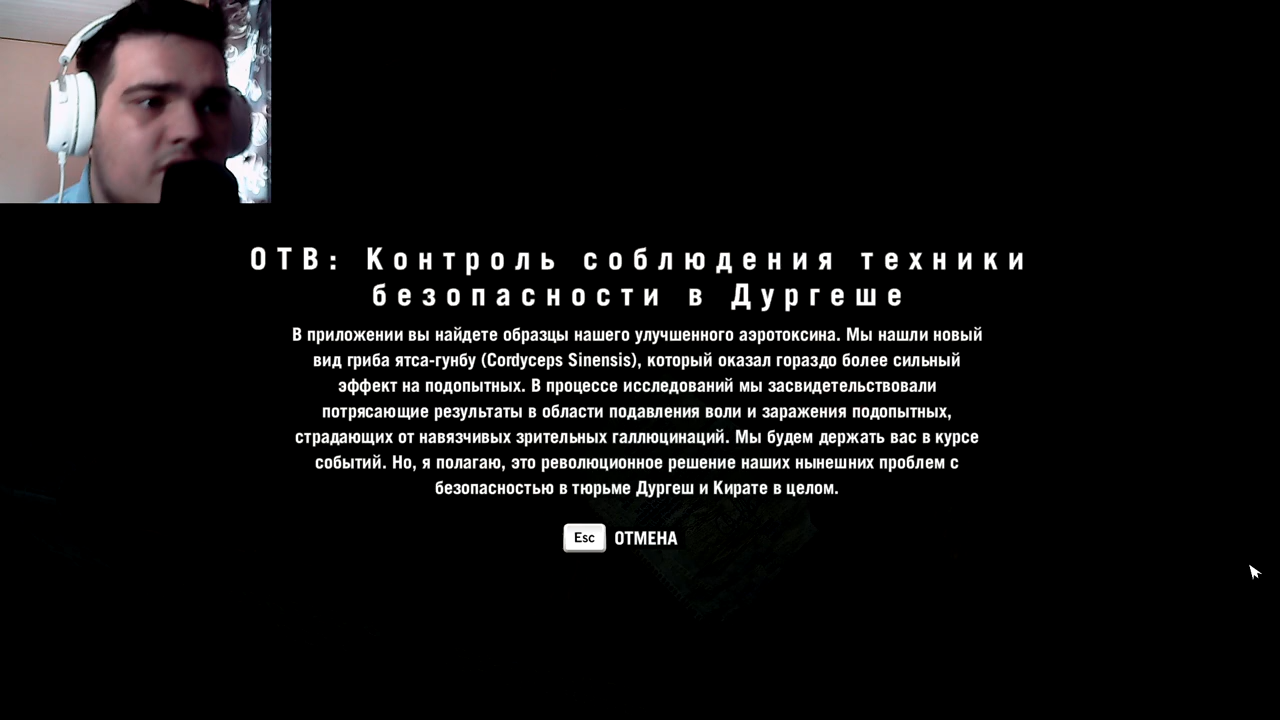 ОТВ: Контроль соблюдения техники
безопасности в Дургеше
В приложении вы найдете образцы нашего улучшенного аэротоксина. Мы нашли новый
вид гриба ятса-гунбу (Cordyceps Sinensis), который оказал гораздо более сильный
эффект на подопытных. В процессе исследований мы засвидетельствовали
потрясающие результаты в области подавления воли и заражения подопытных,
страдающих от навязчивых зрительных галлюцинаций. Мы будем держать вас в курсе
событий. Но, я полагаю, это революционное решение наших нынешних проблем с
безопасностью в тюрьме Дургеш и Кирате в целом.
Esc ОТМЕНА